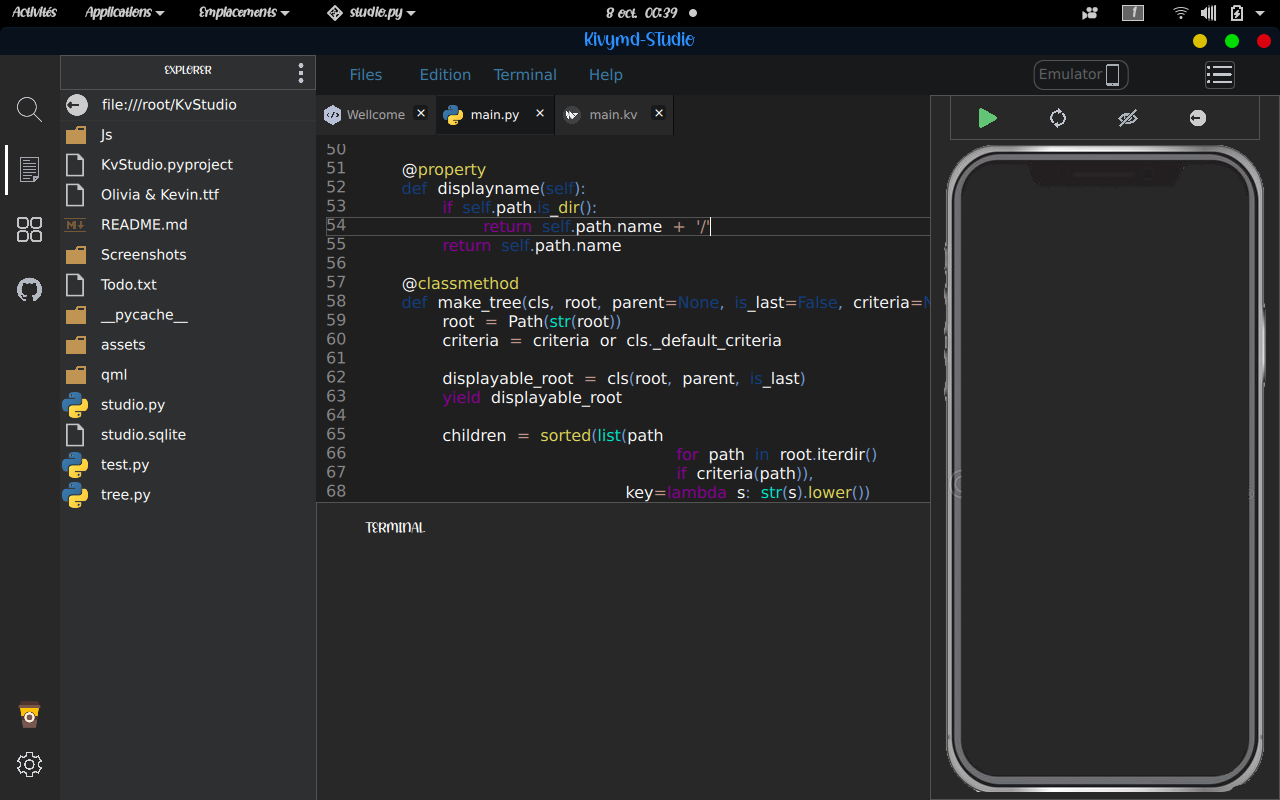 Activités Applications Emplacements studio.py 8 oct. 00:39 1
Kivymd-STudio
EXPLORER
Files Edition Terminal Help Emulator
file:///root/KvStudio
Js
KvStudio.pyproject
Olivia & Kevin.ttf
README.md
Screenshots
Todo.txt
__pycache__
assets
qml
studio.py
studio.sqlite
test.py
tree.py
Wellcome main.py main.kv
50
51 @property
52 def displayname(self):
53 if self.path.is_dir():
54 return self.path.name + '/'
55 return self.path.name
56
57 @classmethod
58 def make_tree(cls, root, parent=None, is_last=False, criteria=N
59 root = Path(str(root))
60 criteria = criteria or cls._default_criteria
61
62 displayable_root = cls(root, parent, is_last)
63 yield displayable_root
64
65 children = sorted(list(path
66 for path in root.iterdir()
67 if criteria(path)),
68 key=lambda s: str(s).lower())
TERMINAL